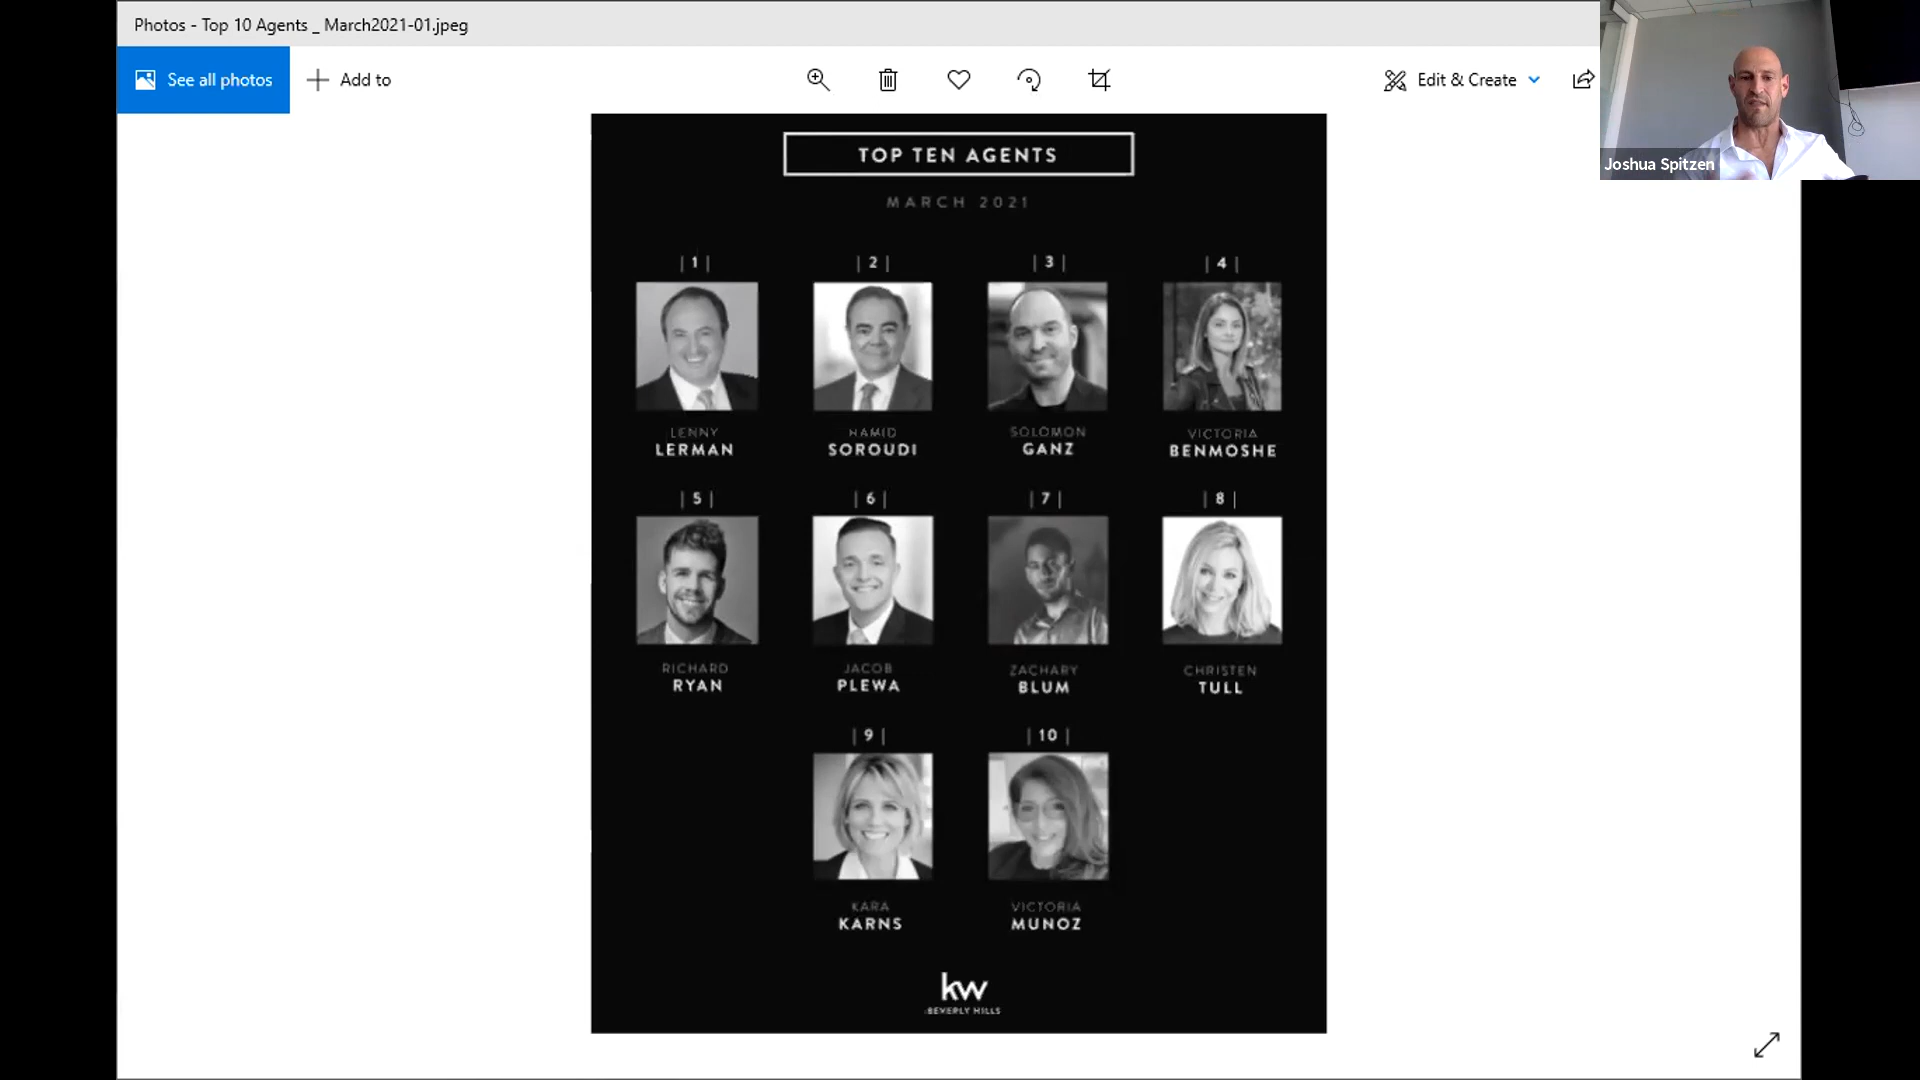 Photos - Top 10 Agents _ March2021-01.jpeg
See all photos
Add to
Edit & Create
Joshua Spitzen
TOP TEN AGENTS
MARCH 2021
| 1 | | 2 | | 3 | | 4 |
LENNY HAMID SOLOMON VICTORIA
LERMAN SOROUDI GANZ BENMOSHE
| 5 | | 6 | | 7 | | 8 |
RICHARD JACOB ZACHARY CHRISTEN
RYAN PLEWA BLUM TULL
| 9 | | 10 |
KARA VICTORIA
KARNS MUNOZ
kw
BEVERLY HILLS